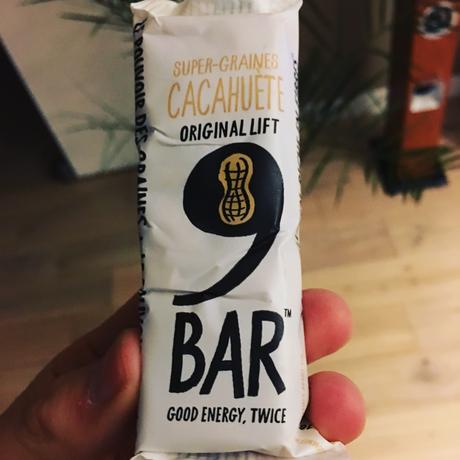 SUPER-GRAINES
CACAHUÈTE
ORIGINAL LIFT
9
BAR™
GOOD ENERGY, TWICE